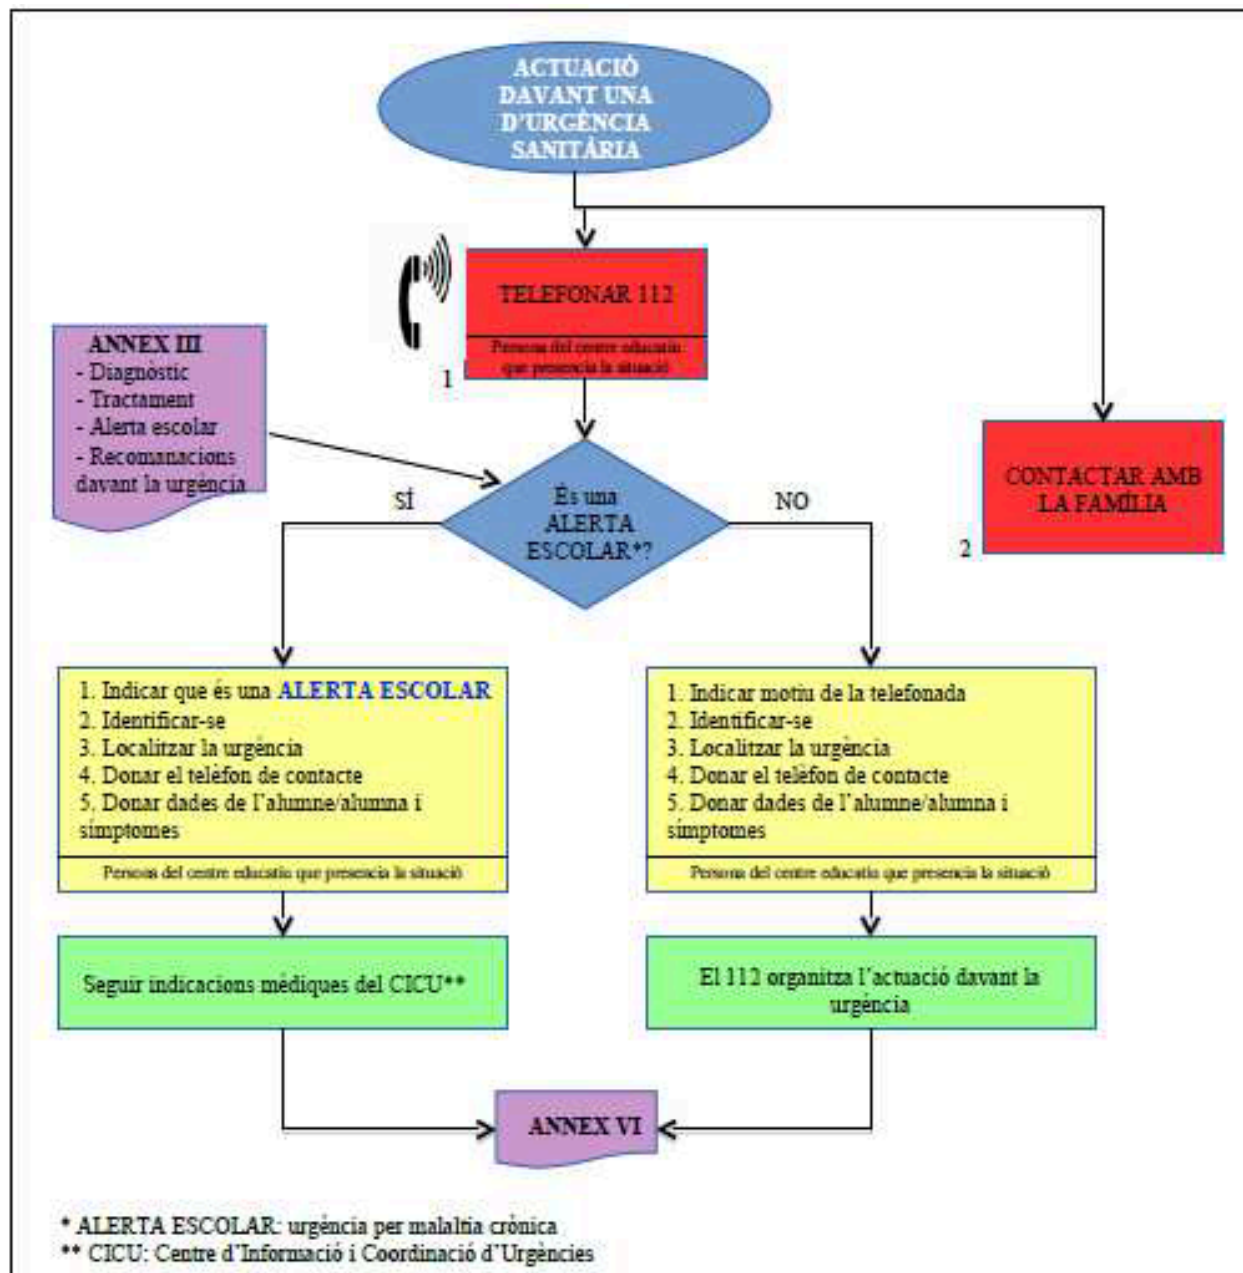 ACTUACIÓ
DAVANT UNA
D'URGÈNCIA
SANITÀRIA
TELEFONAR 112
Persona del centre educatiu
que presencia la situació
1
ANNEX III
- Diagnòstic
- Tractament
- Alerta escolar
- Recomanacions
davant la urgència
CONTACTAR AMB
LA FAMÍLIA
2
SÍ
És una
ALERTA
ESCOLAR*?
NO
1. Indicar que és una ALERTA ESCOLAR
2. Identificar-se
3. Localitzar la urgència
4. Donar el telèfon de contacte
5. Donar dades de l'alumne/alumna i
símptomes
Persona del centre educatiu que presencia la situació
1. Indicar motiu de la telefonada
2. Identificar-se
3. Localitzar la urgència
4. Donar el telèfon de contacte
5. Donar dades de l'alumne/alumna i
símptomes
Persona del centre educatiu que presencia la situació
Seguir indicacions mèdiques del CICU**
El 112 organitza l'actuació davant la
urgència
ANNEX VI
* ALERTA ESCOLAR: urgència per malaltia crònica
** CICU: Centre d'Informació i Coordinació d'Urgències